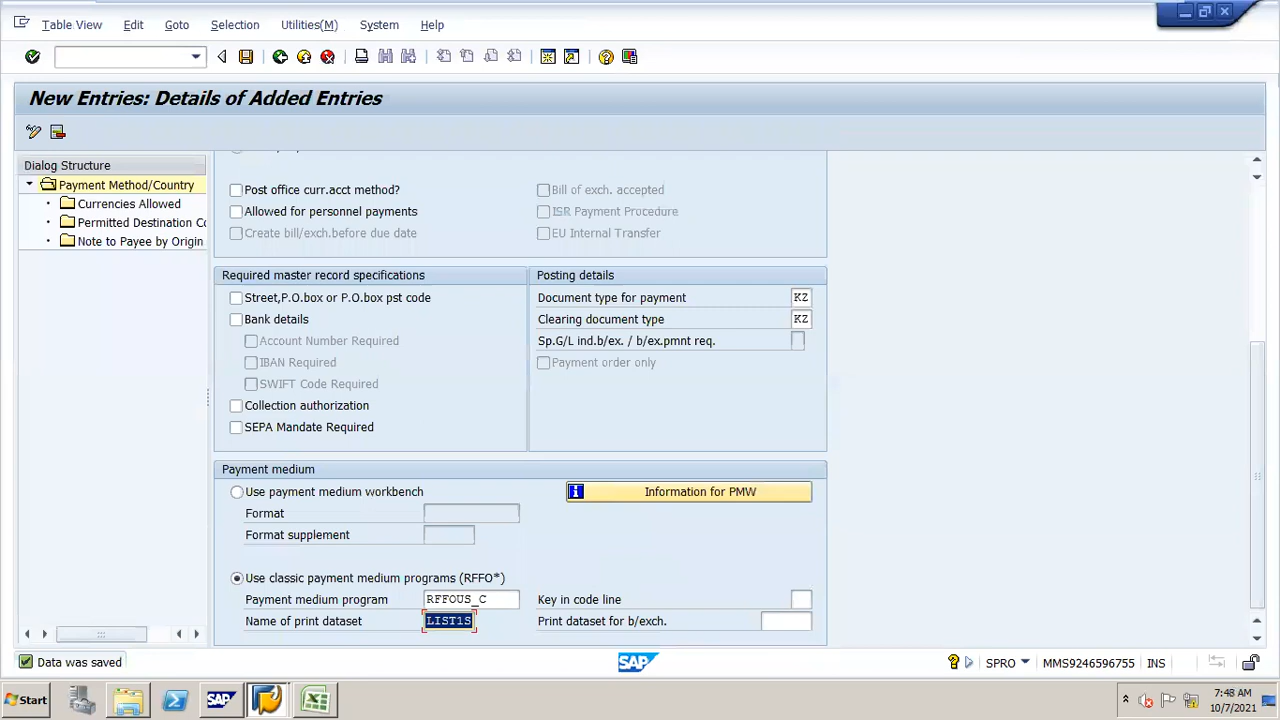 Table View Edit Goto Selection Utilities(M) System Help
New Entries: Details of Added Entries
Dialog Structure
Payment Method/Country
Currencies Allowed
Permitted Destination Co
Note to Payee by Origin
Post office curr.acct method? Bill of exch. accepted
Allowed for personnel payments ISR Payment Procedure
Create bill/exch.before due date EU Internal Transfer
Required master record specifications Posting details
Street,P.O.box or P.O.box pst code Document type for payment KZ
Bank details Clearing document type KZ
Account Number Required Sp.G/L ind.b/ex. / b/ex.pmnt req.
IBAN Required Payment order only
SWIFT Code Required
Collection authorization
SEPA Mandate Required
Payment medium
Use payment medium workbench Information for PMW
Format
Format supplement
Use classic payment medium programs (RFFO*)
Payment medium program RFFOUS_C Key in code line
Name of print dataset LIST1S Print dataset for b/exch.
Data was saved SAP SPRO MMS9246596755 INS
Start SAP 7:48 AM
10/7/2021